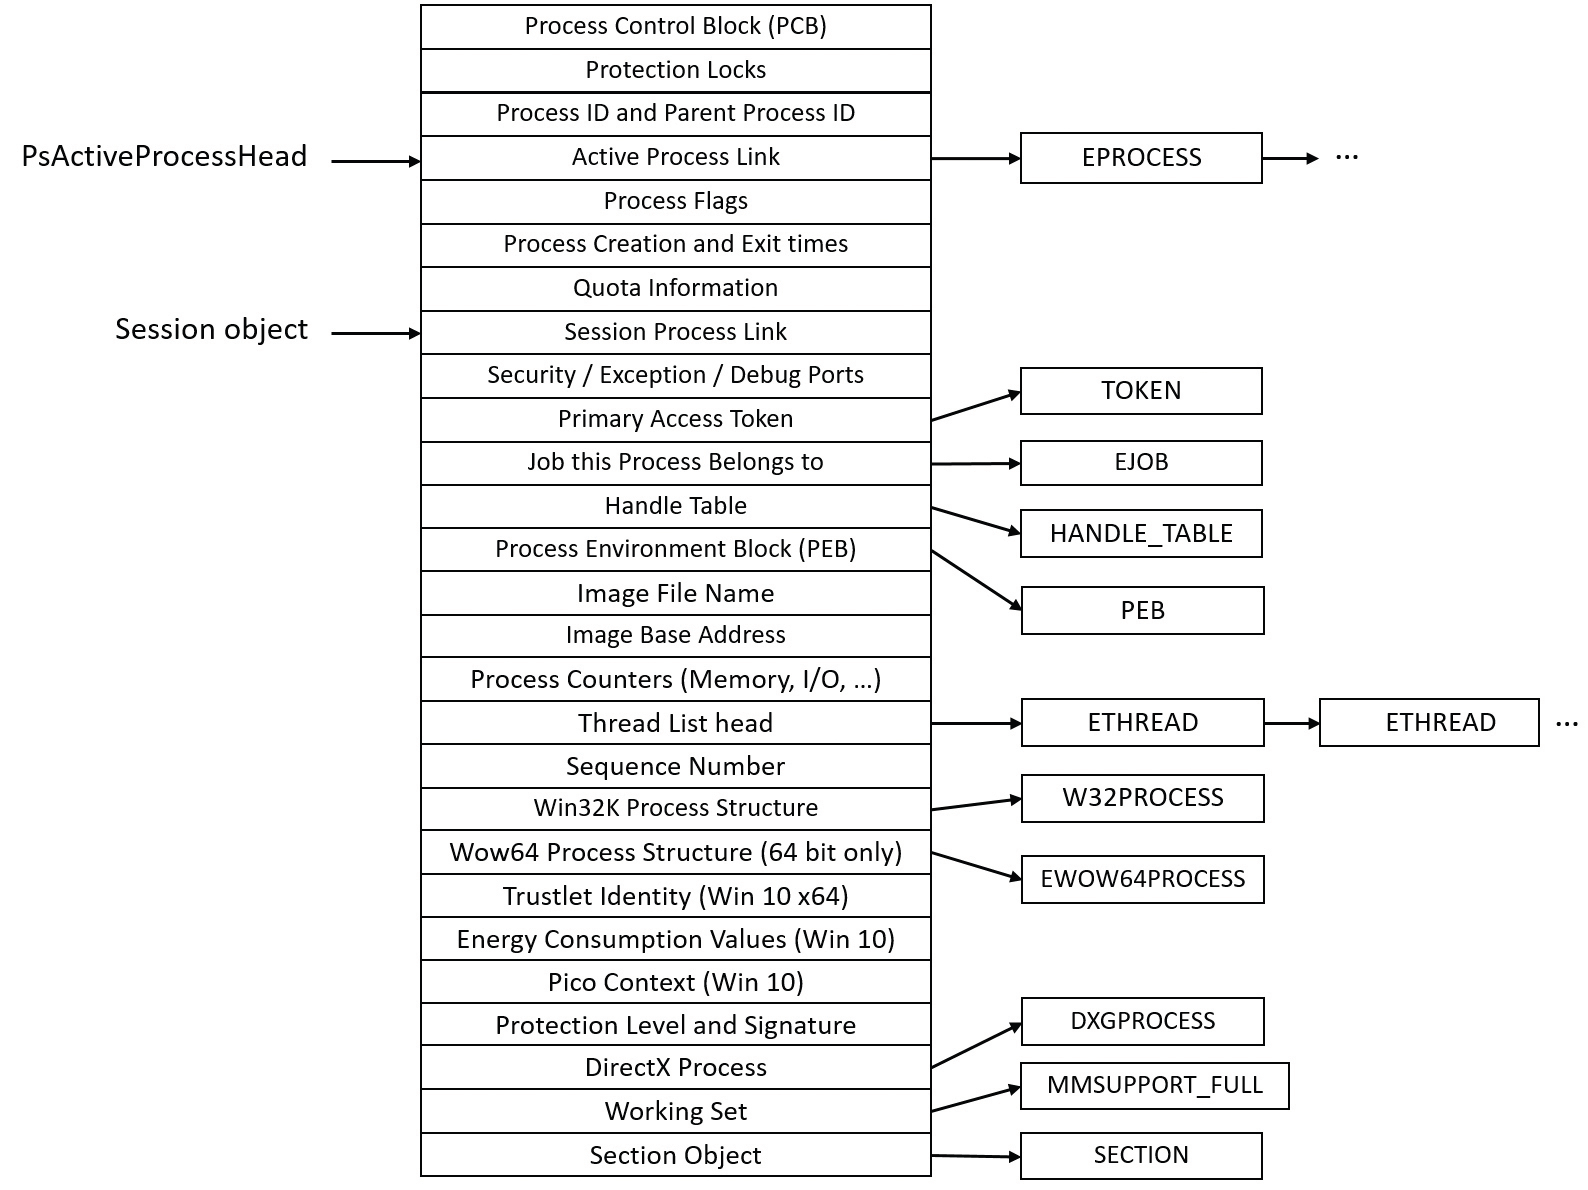 Process Control Block (PCB)
Protection Locks
Process ID and Parent Process ID
PsActiveProcessHead
Active Process Link
EPROCESS
...
Process Flags
Process Creation and Exit times
Quota Information
Session object
Session Process Link
Security / Exception / Debug Ports
Primary Access Token
TOKEN
Job this Process Belongs to
EJOB
Handle Table
HANDLE_TABLE
Process Environment Block (PEB)
PEB
Image File Name
Image Base Address
Process Counters (Memory, I/O, ...)
Thread List head
ETHREAD
ETHREAD
...
Sequence Number
Win32K Process Structure
W32PROCESS
Wow64 Process Structure (64 bit only)
EWOW64PROCESS
Trustlet Identity (Win 10 x64)
Energy Consumption Values (Win 10)
Pico Context (Win 10)
Protection Level and Signature
DirectX Process
DXGPROCESS
Working Set
MMSUPPORT_FULL
Section Object
SECTION